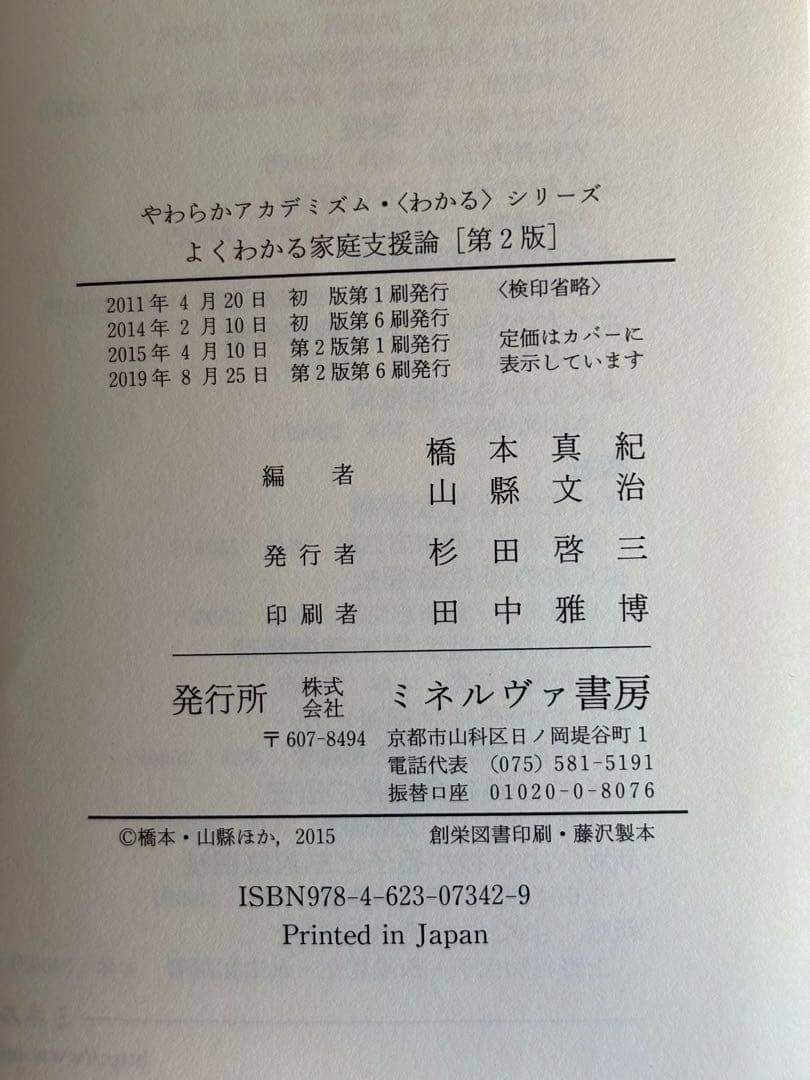 やわらかアカデミズム・〈わかる〉シリーズ
よくわかる家庭支援論［第2版］
2011年 4 月20日 初 版第1刷発行 〈検印省略〉
2014年 2 月10日 初 版第6刷発行
2015年 4 月10日 第2版第1刷発行 定価はカバーに
2019年 8 月25日 第2版第6刷発行 表示しています
編 者 橋 本 真 紀
山 縣 文 治
発行者 杉 田 啓 三
印刷者 田 中 雅 博
発行所 株式会社 ミネルヴァ書房
〒607-8494 京都市山科区日ノ岡堤谷町1
電話代表 (075) 581-5191
振替口座 01020-0-8076
©橋本・山縣ほか, 2015 創栄図書印刷・藤沢製本
ISBN978-4-623-07342-9
Printed in Japan